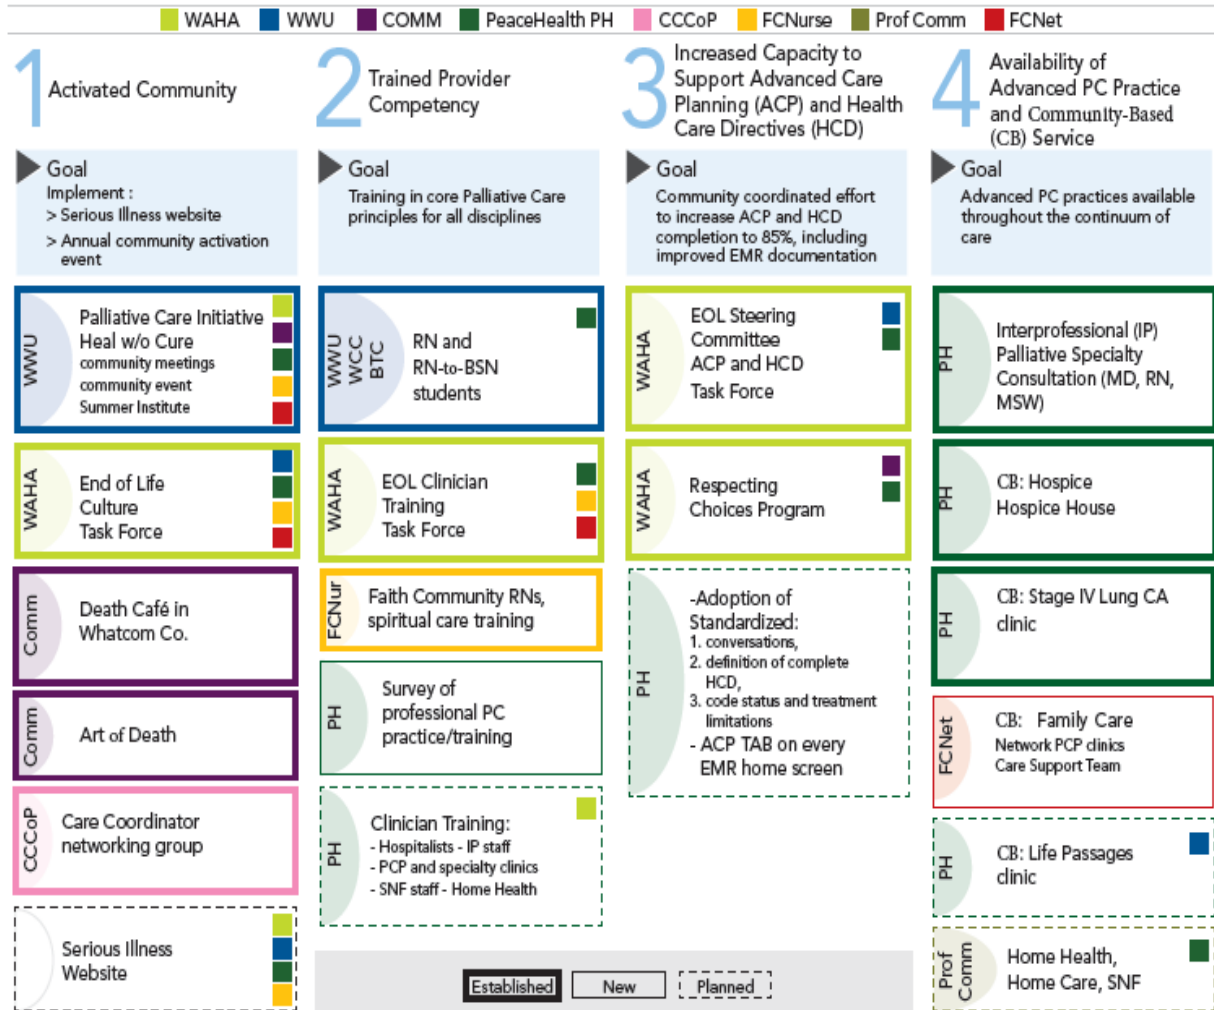 WAHA WWU COMM PeaceHealth PH CCCoP FCNurse Prof Comm FCNet
1
Activated Community
Goal
Implement :
> Serious Illness website
> Annual community activation
event
WWU
Palliative Care Initiative
Heal w/o Cure
community meetings
community event
Summer Institute
WAHA
End of Life
Culture
Task Force
Comm
Death Café in
Whatcom Co.
Comm
Art of Death
CCCoP
Care Coordinator
networking group
Serious Illness
Website
2
Trained Provider
Competency
Goal
Training in core Palliative Care
principles for all disciplines
WWU
WCC
BTC
RN and
RN-to-BSN
students
WAHA
EOL Clinician
Training
Task Force
FCNur
Faith Community RNs,
spiritual care training
PH
Survey of
professional PC
practice/training
PH
Clinician Training:
- Hospitalists - IP staff
- PCP and specialty clinics
- SNF staff - Home Health
3
Increased Capacity to
Support Advanced Care
Planning (ACP) and Health
Care Directives (HCD)
Goal
Community coordinated effort
to increase ACP and HCD
completion to 85%, including
improved EMR documentation
WAHA
EOL Steering
Committee
ACP and HCD
Task Force
WAHA
Respecting
Choices Program
PH
-Adoption of
Standardized:
1. conversations,
2. definition of complete
HCD,
3. code status and treatment
limitations
- ACP TAB on every
EMR home screen
4
Availability of
Advanced PC Practice
and Community-Based
(CB) Service
Goal
Advanced PC practices available
throughout the continuum of
care
PH
Interprofessional (IP)
Palliative Specialty
Consultation (MD, RN,
MSW)
PH
CB: Hospice
Hospice House
PH
CB: Stage IV Lung CA
clinic
FCNet
CB: Family Care
Network PCP clinics
Care Support Team
PH
CB: Life Passages
clinic
Prof
Comm
Home Health,
Home Care, SNF
Established New Planned